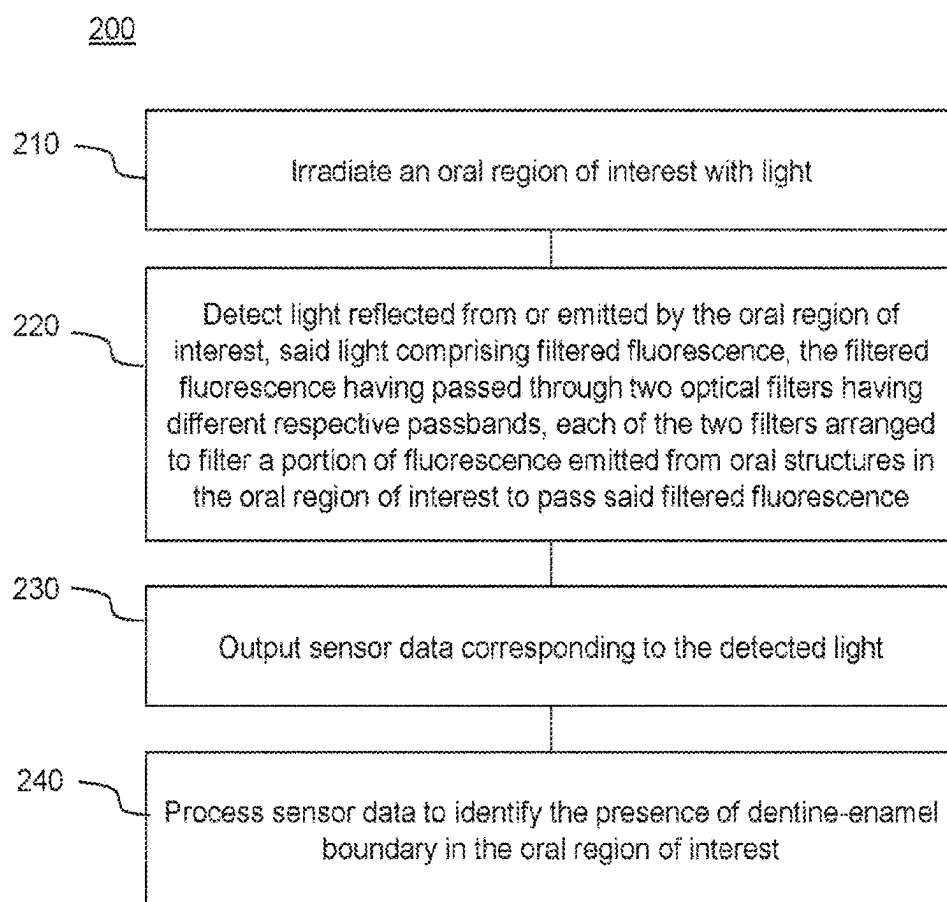 200
210
Irradiate an oral region of interest with light
220
Detect light reflected from or emitted by the oral region of
interest, said light comprising filtered fluorescence, the filtered
fluorescence having passed through two optical filters having
different respective passbands, each of the two filters arranged
to filter a portion of fluorescence emitted from oral structures in
the oral region of interest to pass said filtered fluorescence
230
Output sensor data corresponding to the detected light
240
Process sensor data to identify the presence of dentine-enamel
boundary in the oral region of interest